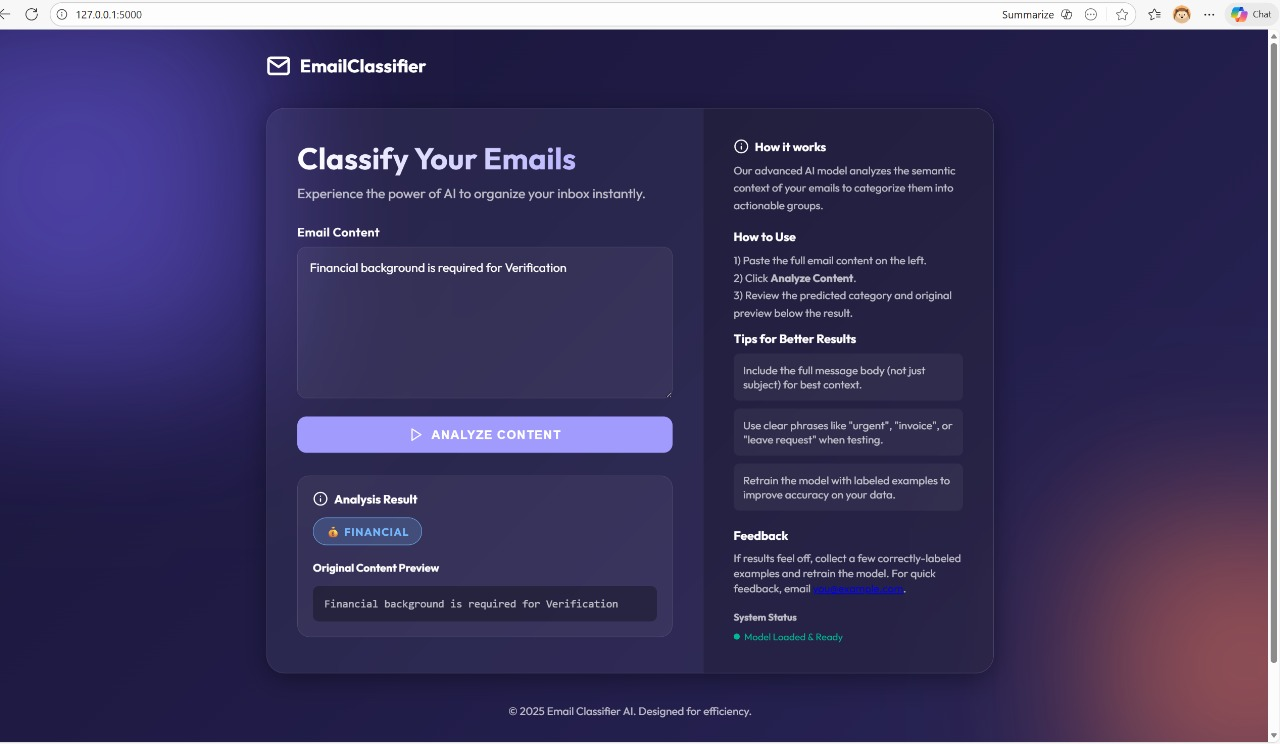 127.0.0.1:5000
Summarize
Chat
EmailClassifier
Classify Your Emails
Experience the power of AI to organize your inbox instantly.
Email Content
Financial background is required for Verification
ANALYZE CONTENT
Analysis Result
FINANCIAL
Original Content Preview
Financial background is required for Verification
How it works
Our advanced AI model analyzes the semantic
context of your emails to categorize them into
actionable groups.
How to Use
1) Paste the full email content on the left.
2) Click Analyze Content.
3) Review the predicted category and original
preview below the result.
Tips for Better Results
Include the full message body (not just
subject) for best context.
Use clear phrases like "urgent", "invoice", or
"leave request" when testing.
Retrain the model with labeled examples to
improve accuracy on your data.
Feedback
If results feel off, collect a few correctly-labeled
examples and retrain the model. For quick
feedback, email you@example.com.
System Status
Model Loaded & Ready
© 2025 Email Classifier AI. Designed for efficiency.